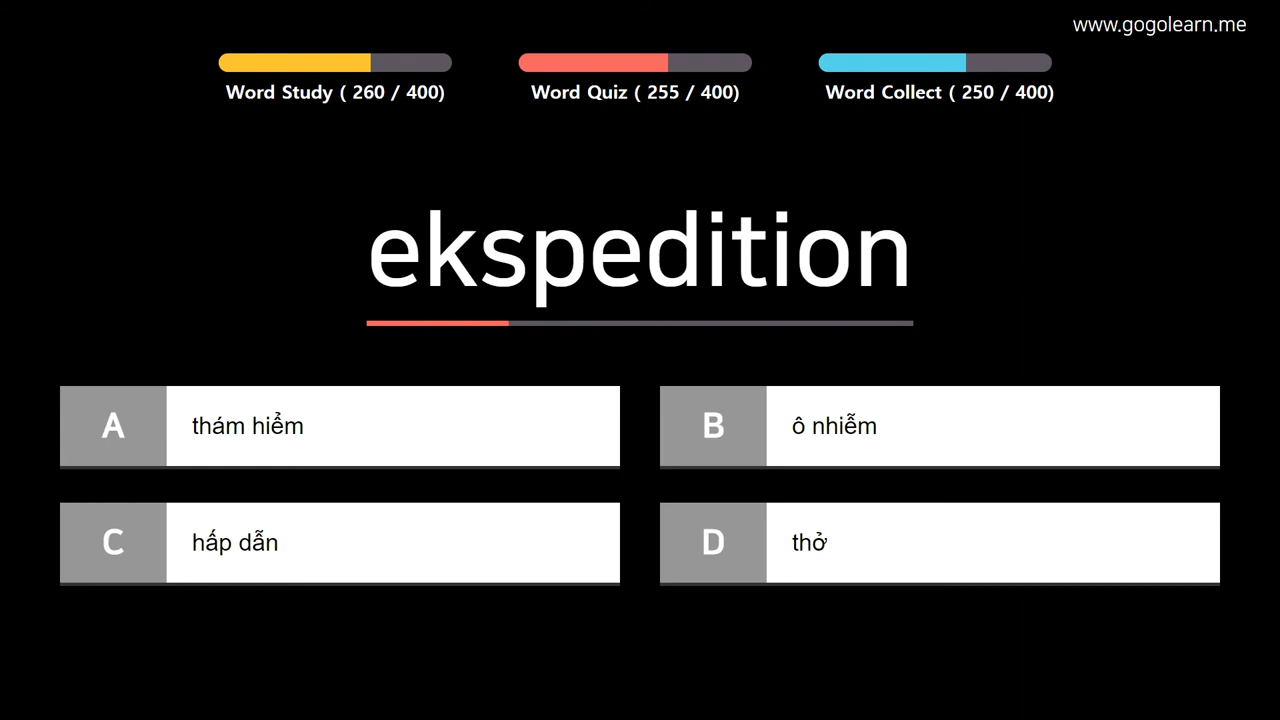 www.gogolearn.me
Word Study ( 260 / 400)
Word Quiz ( 255 / 400)
Word Collect ( 250 / 400)
ekspedition
A
thám hiểm
B
ô nhiễm
C
hấp dẫn
D
thở